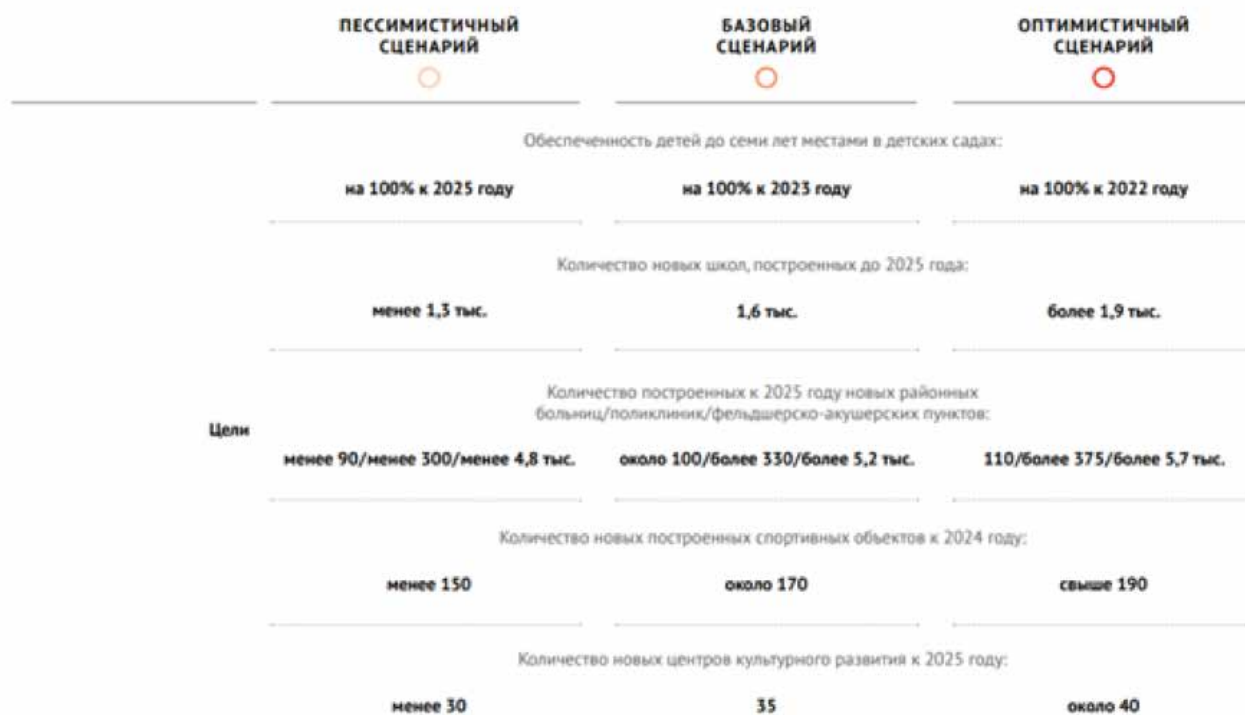 ПЕССИМИСТИЧНЫЙ
СЦЕНАРИЙ
БАЗОВЫЙ
СЦЕНАРИЙ
ОПТИМИСТИЧНЫЙ
СЦЕНАРИЙ
Обеспеченность детей до семи лет местами в детских садах:
на 100% к 2025 году
на 100% к 2023 году
на 100% к 2022 году
Количество новых школ, построенных до 2025 года:
менее 1,3 тыс.
1,6 тыс.
более 1,9 тыс.
Количество построенных к 2025 году новых районных
больниц/поликлиник/фельдшерско-акушерских пунктов:
Цели
менее 90/менее 300/менее 4,8 тыс.
около 100/более 330/более 5,2 тыс.
110/более 375/более 5,7 тыс.
Количество новых построенных спортивных объектов к 2024 году:
менее 150
около 170
свыше 190
Количество новых центров культурного развития к 2025 году:
менее 30
35
около 40